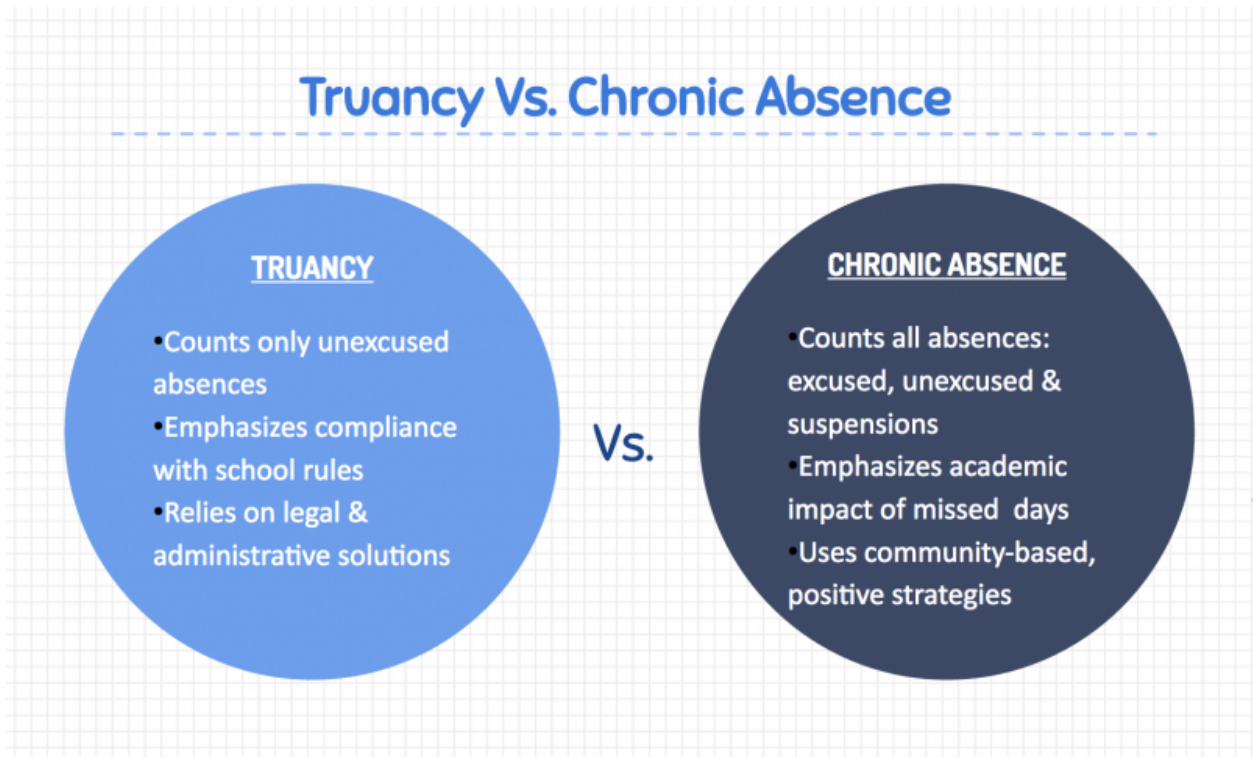 Truancy Vs. Chronic Absence
TRUANCY
•Counts only unexcused
absences
•Emphasizes compliance
with school rules
•Relies on legal &
administrative solutions
Vs.
CHRONIC ABSENCE
•Counts all absences:
excused, unexcused &
suspensions
•Emphasizes academic
impact of missed  days
•Uses community-based,
positive strategies